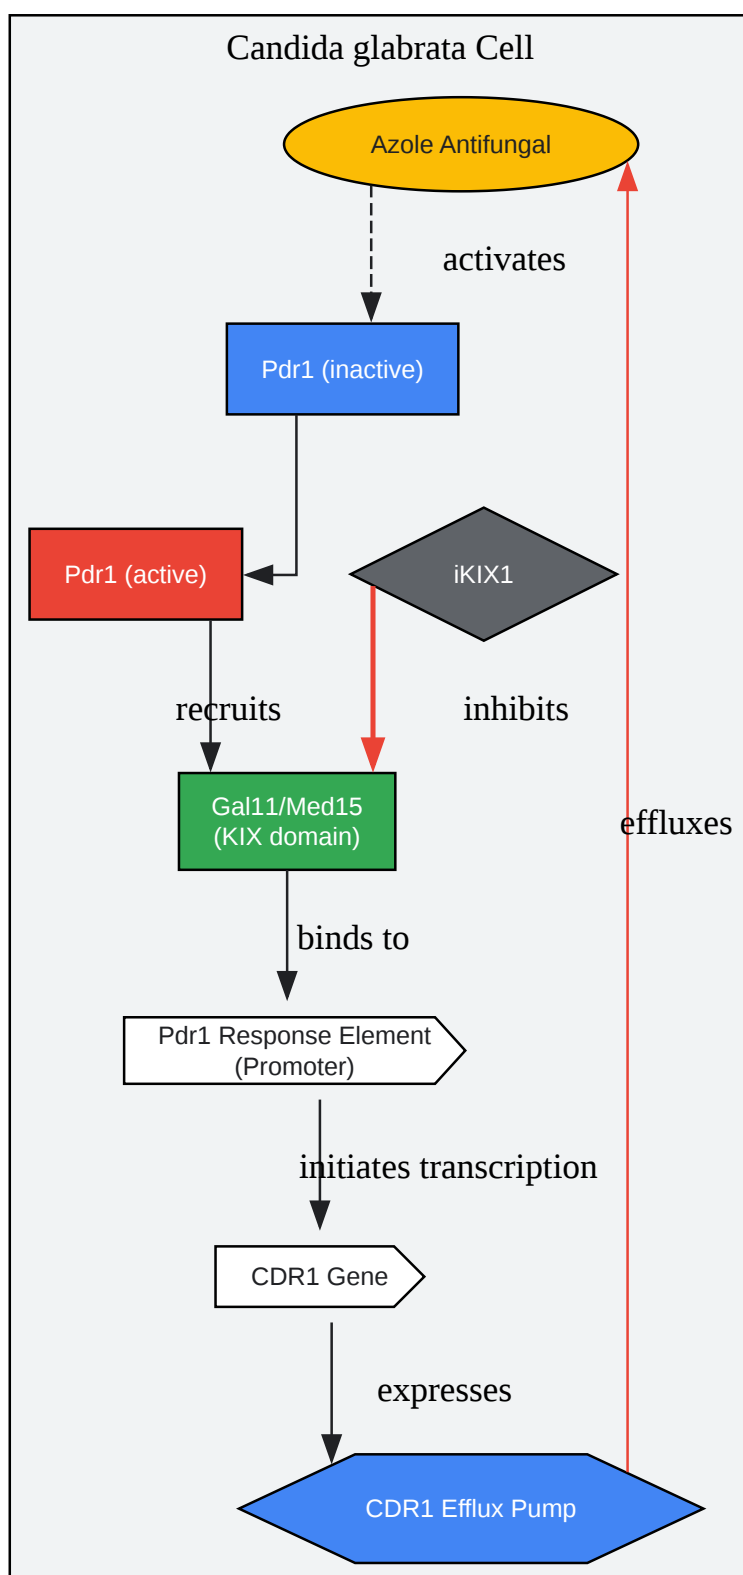 Candida glabrata Cell
Azole Antifungal
activates
Pdr1 (inactive)
Pdr1 (active)
iKIX1
recruits
inhibits
Gal11/Med15
(KIX domain)
effluxes
binds to
Pdr1 Response Element
(Promoter)
initiates transcription
CDR1 Gene
expresses
CDR1 Efflux Pump